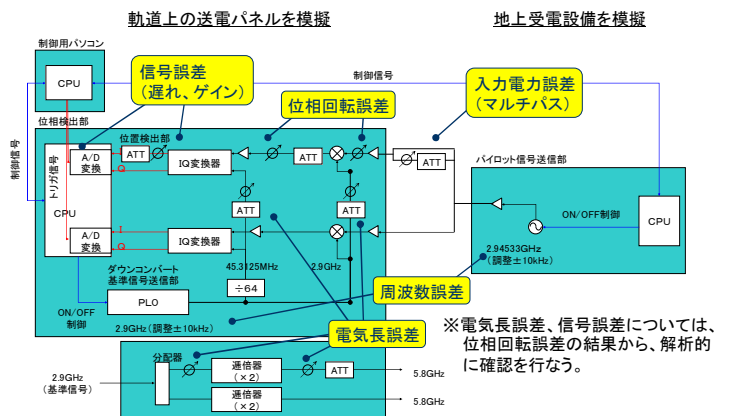 軌道上の送電パネルを模擬
地上受電設備を模擬
制御用パソコン
CPU
信号誤差
(遅れ、ゲイン)
制御信号
位相回転誤差
入力電力誤差
(マルチパス)
位相検出部
位置検出部
制御信号
トリガ信号
A/D
変換
I
Q
ATT
IQ変換器
ATT
ATT
パイロット信号送信部
CPU
ATT
ATT
ON/OFF制御
CPU
A/D
変換
I
Q
IQ変換器
2.94533GHz
(調整±10kHz)
ダウンコンバート
基準信号送信部
45.3125MHz
2.9GHz
÷64
PLO
ON/OFF
制御
周波数誤差
2.9GHz(調整±10kHz)
電気長誤差
※電気長誤差、信号誤差については、
位相回転誤差の結果から、解析的
に確認を行なう。
分配器
2.9GHz
(基準信号)
逓倍器
(×2)
ATT
5.8GHz
逓倍器
(×2)
5.8GHz